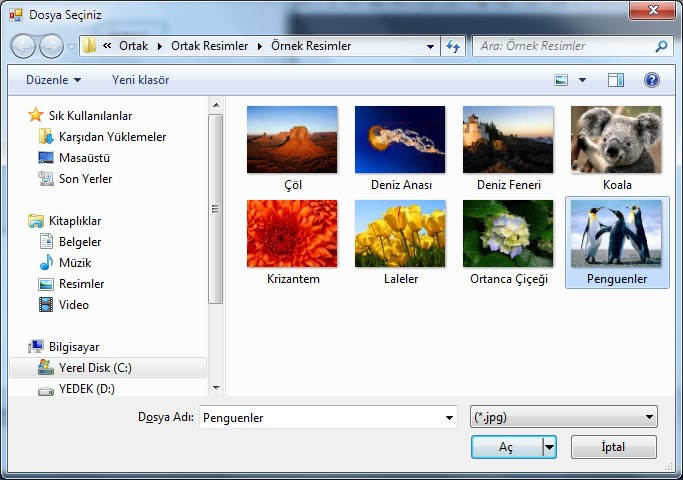 Dosya Seçiniz
« Ortak Ortak Resimler Örnek Resimler
Ara: Örnek Resimler
Düzenle Yeni klasör
Sık Kullanılanlar
Karşıdan Yüklemeler
Masaüstü
Son Yerler
Kitaplıklar
Belgeler
Müzik
Resimler
Video
Bilgisayar
Yerel Disk (C:)
YEDEK (D:)
Çöl Deniz Anası Deniz Feneri Koala
Krizantem Laleler Ortanca Çiçeği Penguenler
Dosya Adı: Penguenler (*.jpg)
Aç İptal